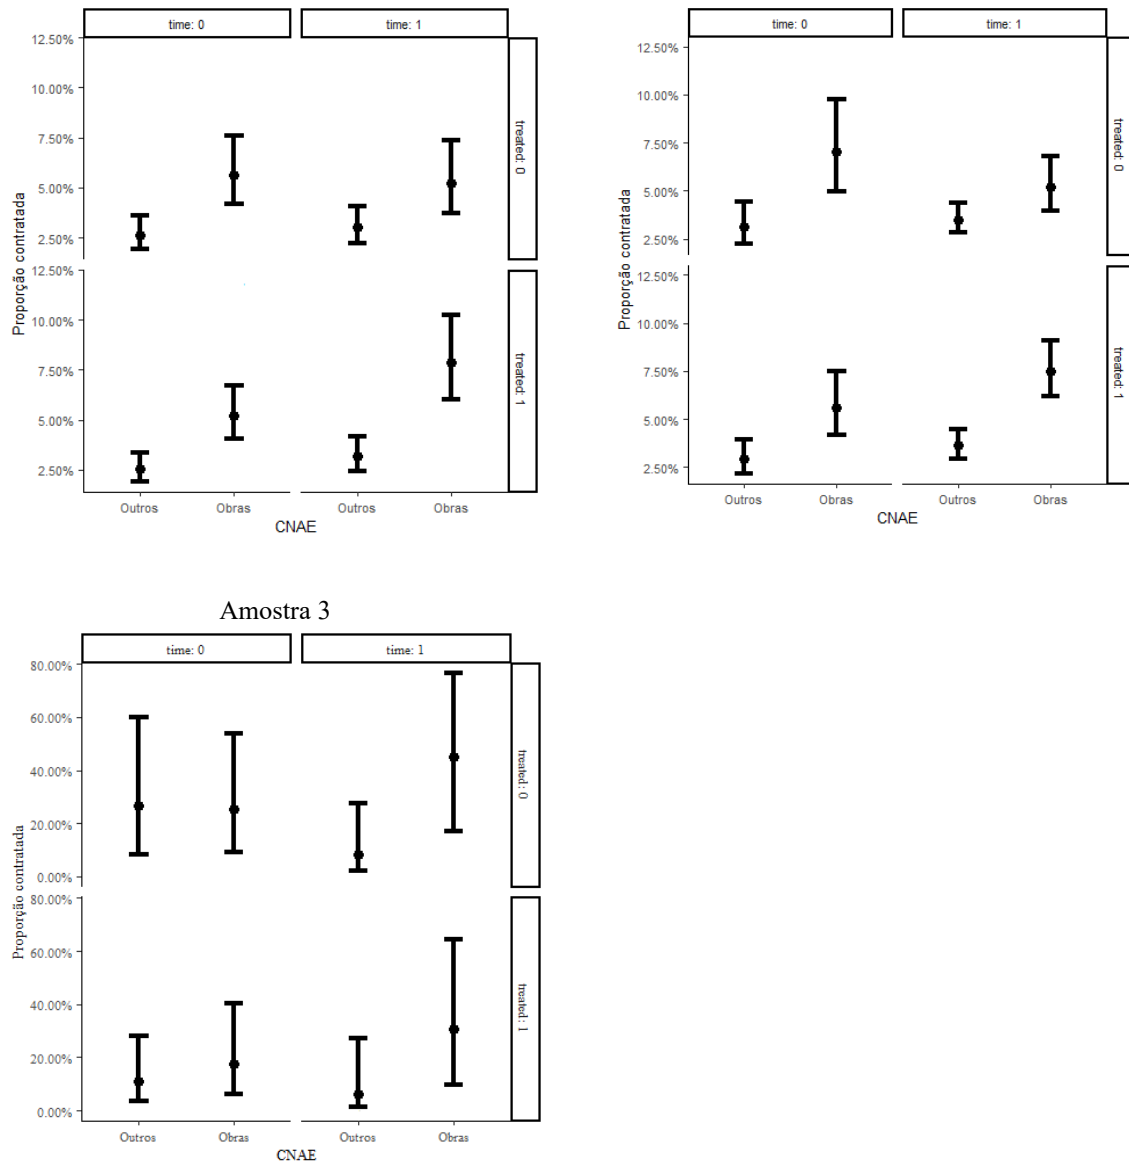 time: 0
time: 1
12.50%
10.00%
7.50%
5.00%
2.50%
treated: 0
12.50%
10.00%
7.50%
5.00%
2.50%
treated: 1
Proporção contratada
Outros
Obras
Outros
Obras
CNAE
time: 0
time: 1
12.50%
10.00%
7.50%
5.00%
2.50%
treated: 0
12.50%
10.00%
7.50%
5.00%
2.50%
treated: 1
Proporção contratada
Outros
Obras
Outros
Obras
CNAE
Amostra 3
time: 0
time: 1
80.00%
60.00%
40.00%
20.00%
0.00%
treated: 0
80.00%
60.00%
40.00%
20.00%
0.00%
treated: 1
Proporção contratada
Outros
Obras
Outros
Obras
CNAE